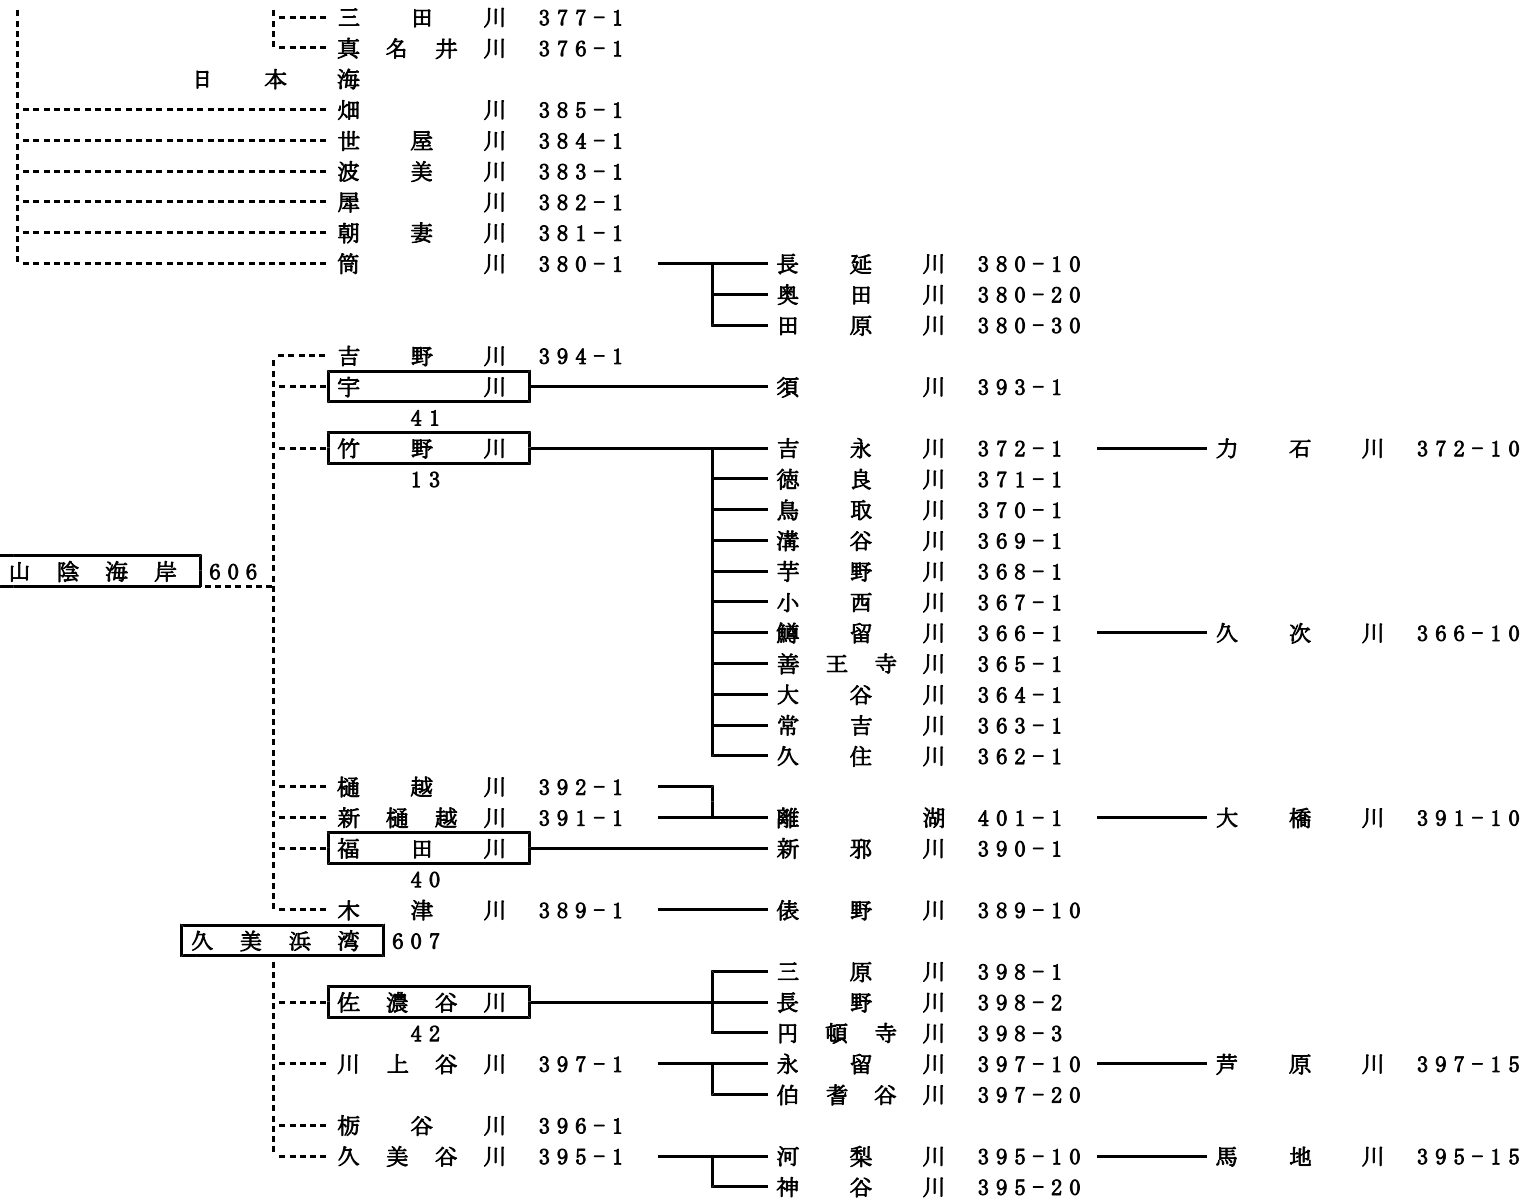 三田川 377-1
真名井川 376-1
日本海
畑川 385-1
世屋川 384-1
波美川 383-1
犀川 382-1
朝妻川 381-1
筒川 380-1 長延川 380-10
奥田川 380-20
田原川 380-30
吉野川 394-1
宇川 須川 393-1
41
竹野川 吉永川 372-1 力石川 372-10
13 徳良川 371-1
鳥取川 370-1
溝谷川 369-1
山陰海岸 606 芋野川 368-1
小西川 367-1
鱒留川 366-1 久次川 366-10
善王寺川 365-1
大谷川 364-1
常吉川 363-1
久住川 362-1
樋越川 392-1
新樋越川 391-1 離湖 401-1 大橋川 391-10
福田川 新邪川 390-1
40
木津川 389-1 俵野川 389-10
久美浜湾 607
三原川 398-1
佐濃谷川 長野川 398-2
42 円頓寺川 398-3
川上谷川 397-1 永留川 397-10 芦原川 397-15
伯耆谷川 397-20
栃谷川 396-1
久美谷川 395-1 河梨川 395-10 馬地川 395-15
神谷川 395-20